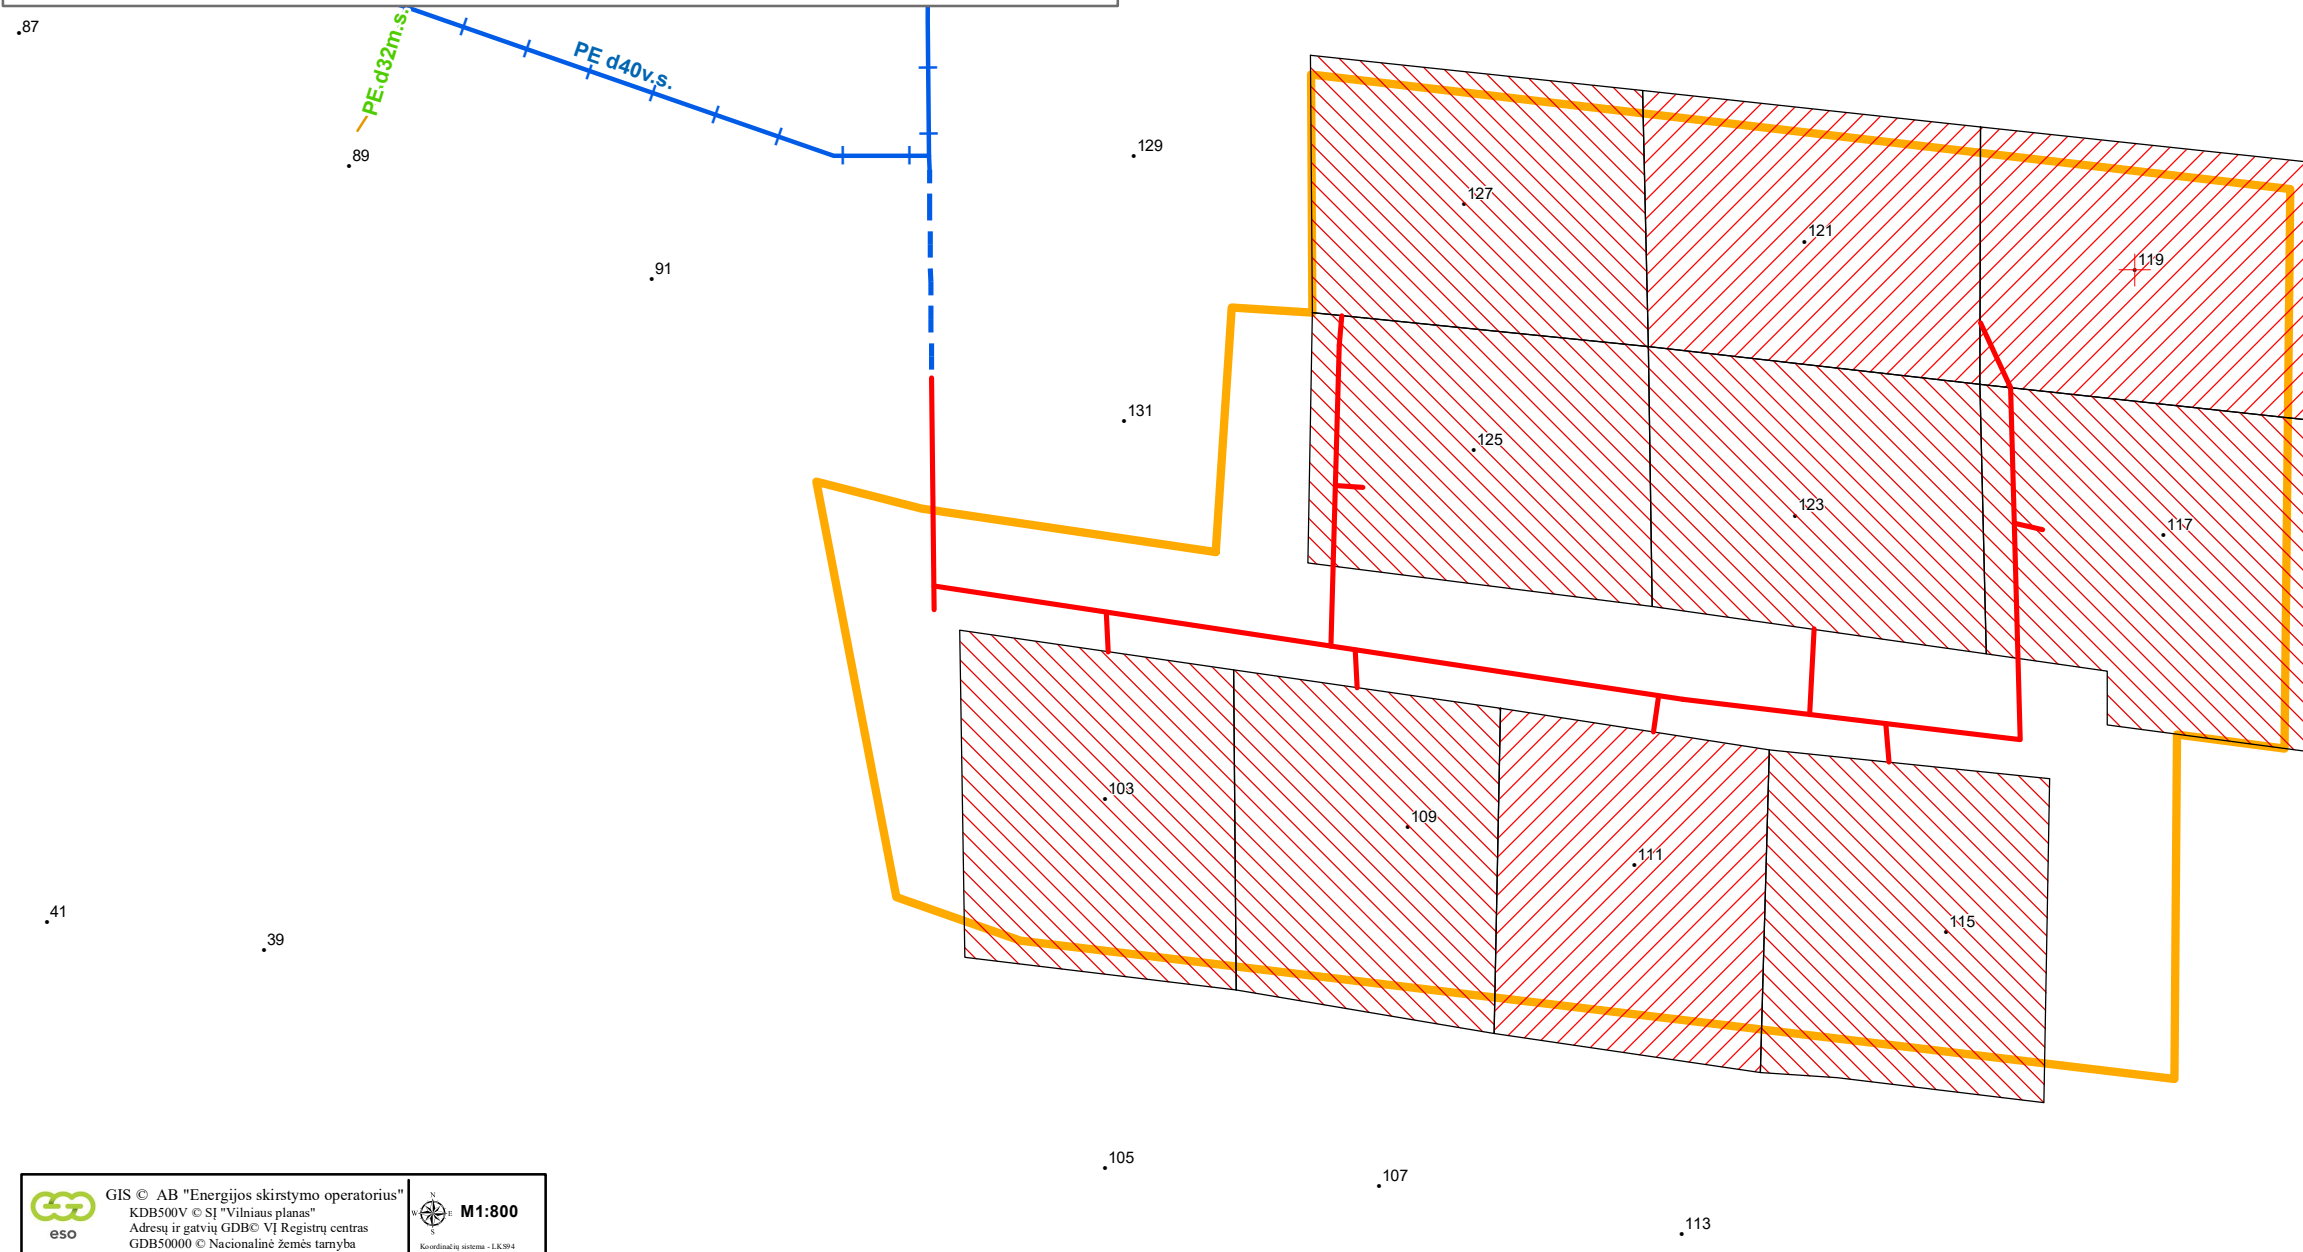 87
PE d32m.s.
PE d40v.s.
89
129
127
121
119
91
131
125
123
117
103
109
111
115
41
39
105
107
113
eso
GIS © AB "Energijos skirstymo operatorius"
KDB500V © SĮ "Vilniaus planas"
Adresų ir gatvių GDB© VĮ Registrų centras
GDB50000 © Nacionalinė žemės tarnyba
N
W E
S
M1:800
Koordinačių sistema - LKS94